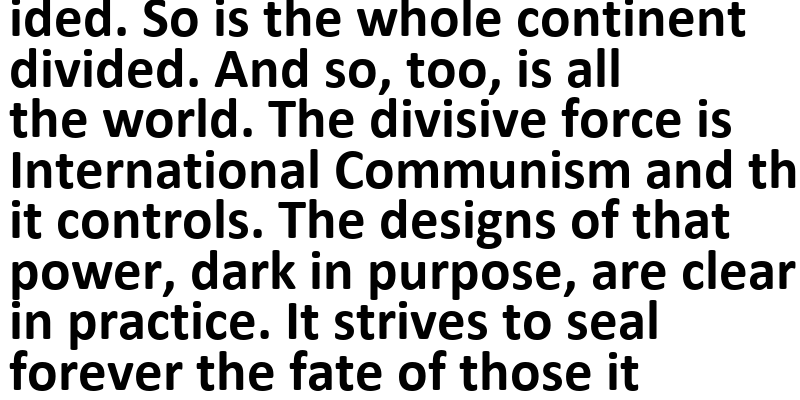 ided. So is the whole continent
divided. And so, too, is all
the world. The divisive force is
International Communism and th
it controls. The designs of that
power, dark in purpose, are clear
in practice. It strives to seal
forever the fate of those it